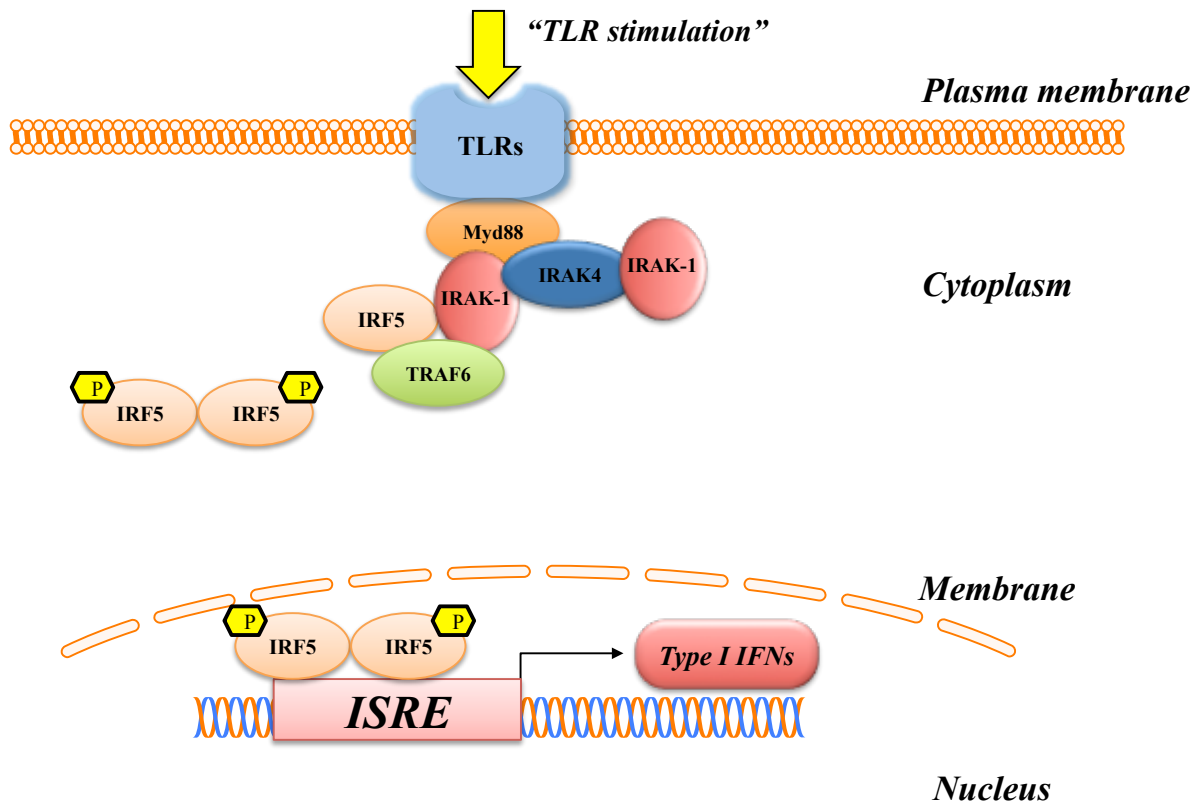 “TLR stimulation”
Plasma membrane
TLRs
Myd88
IRAK4
IRAK-1
IRAK-1
Cytoplasm
IRF5
TRAF6
P
P
IRF5
IRF5
Membrane
P
P
IRF5
IRF5
Type I IFNs
ISRE
Nucleus